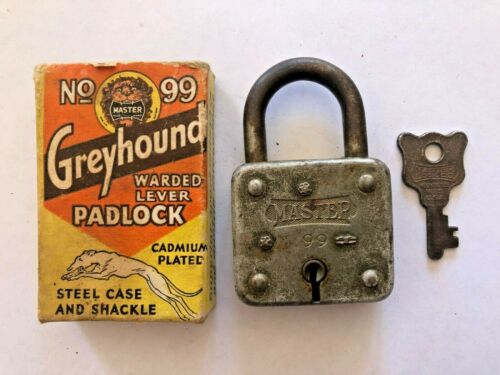 No 99
MASTER
Greyhound
WARDED
LEVER
PADLOCK
CADMIUM
PLATED
STEEL CASE
AND SHACKLE
MASTER
99